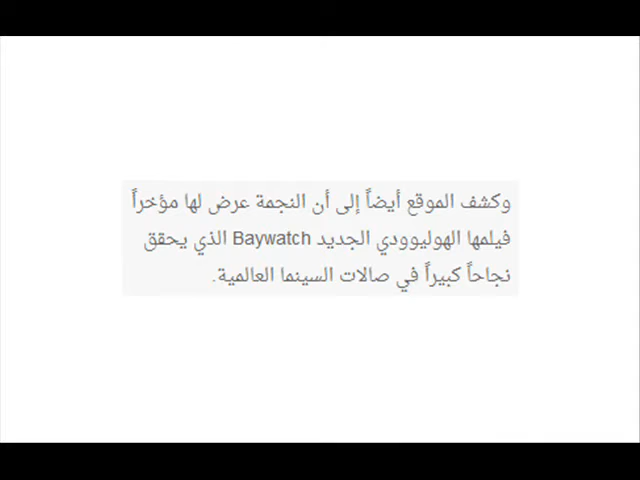 وكشف الموقع أيضاً إلى أن النجمة عرض لها مؤخراً
فيلمها الهوليوودي الجديد Baywatch الذي يحقق
نجاحاً كبيراً في صالات السينما العالمية.